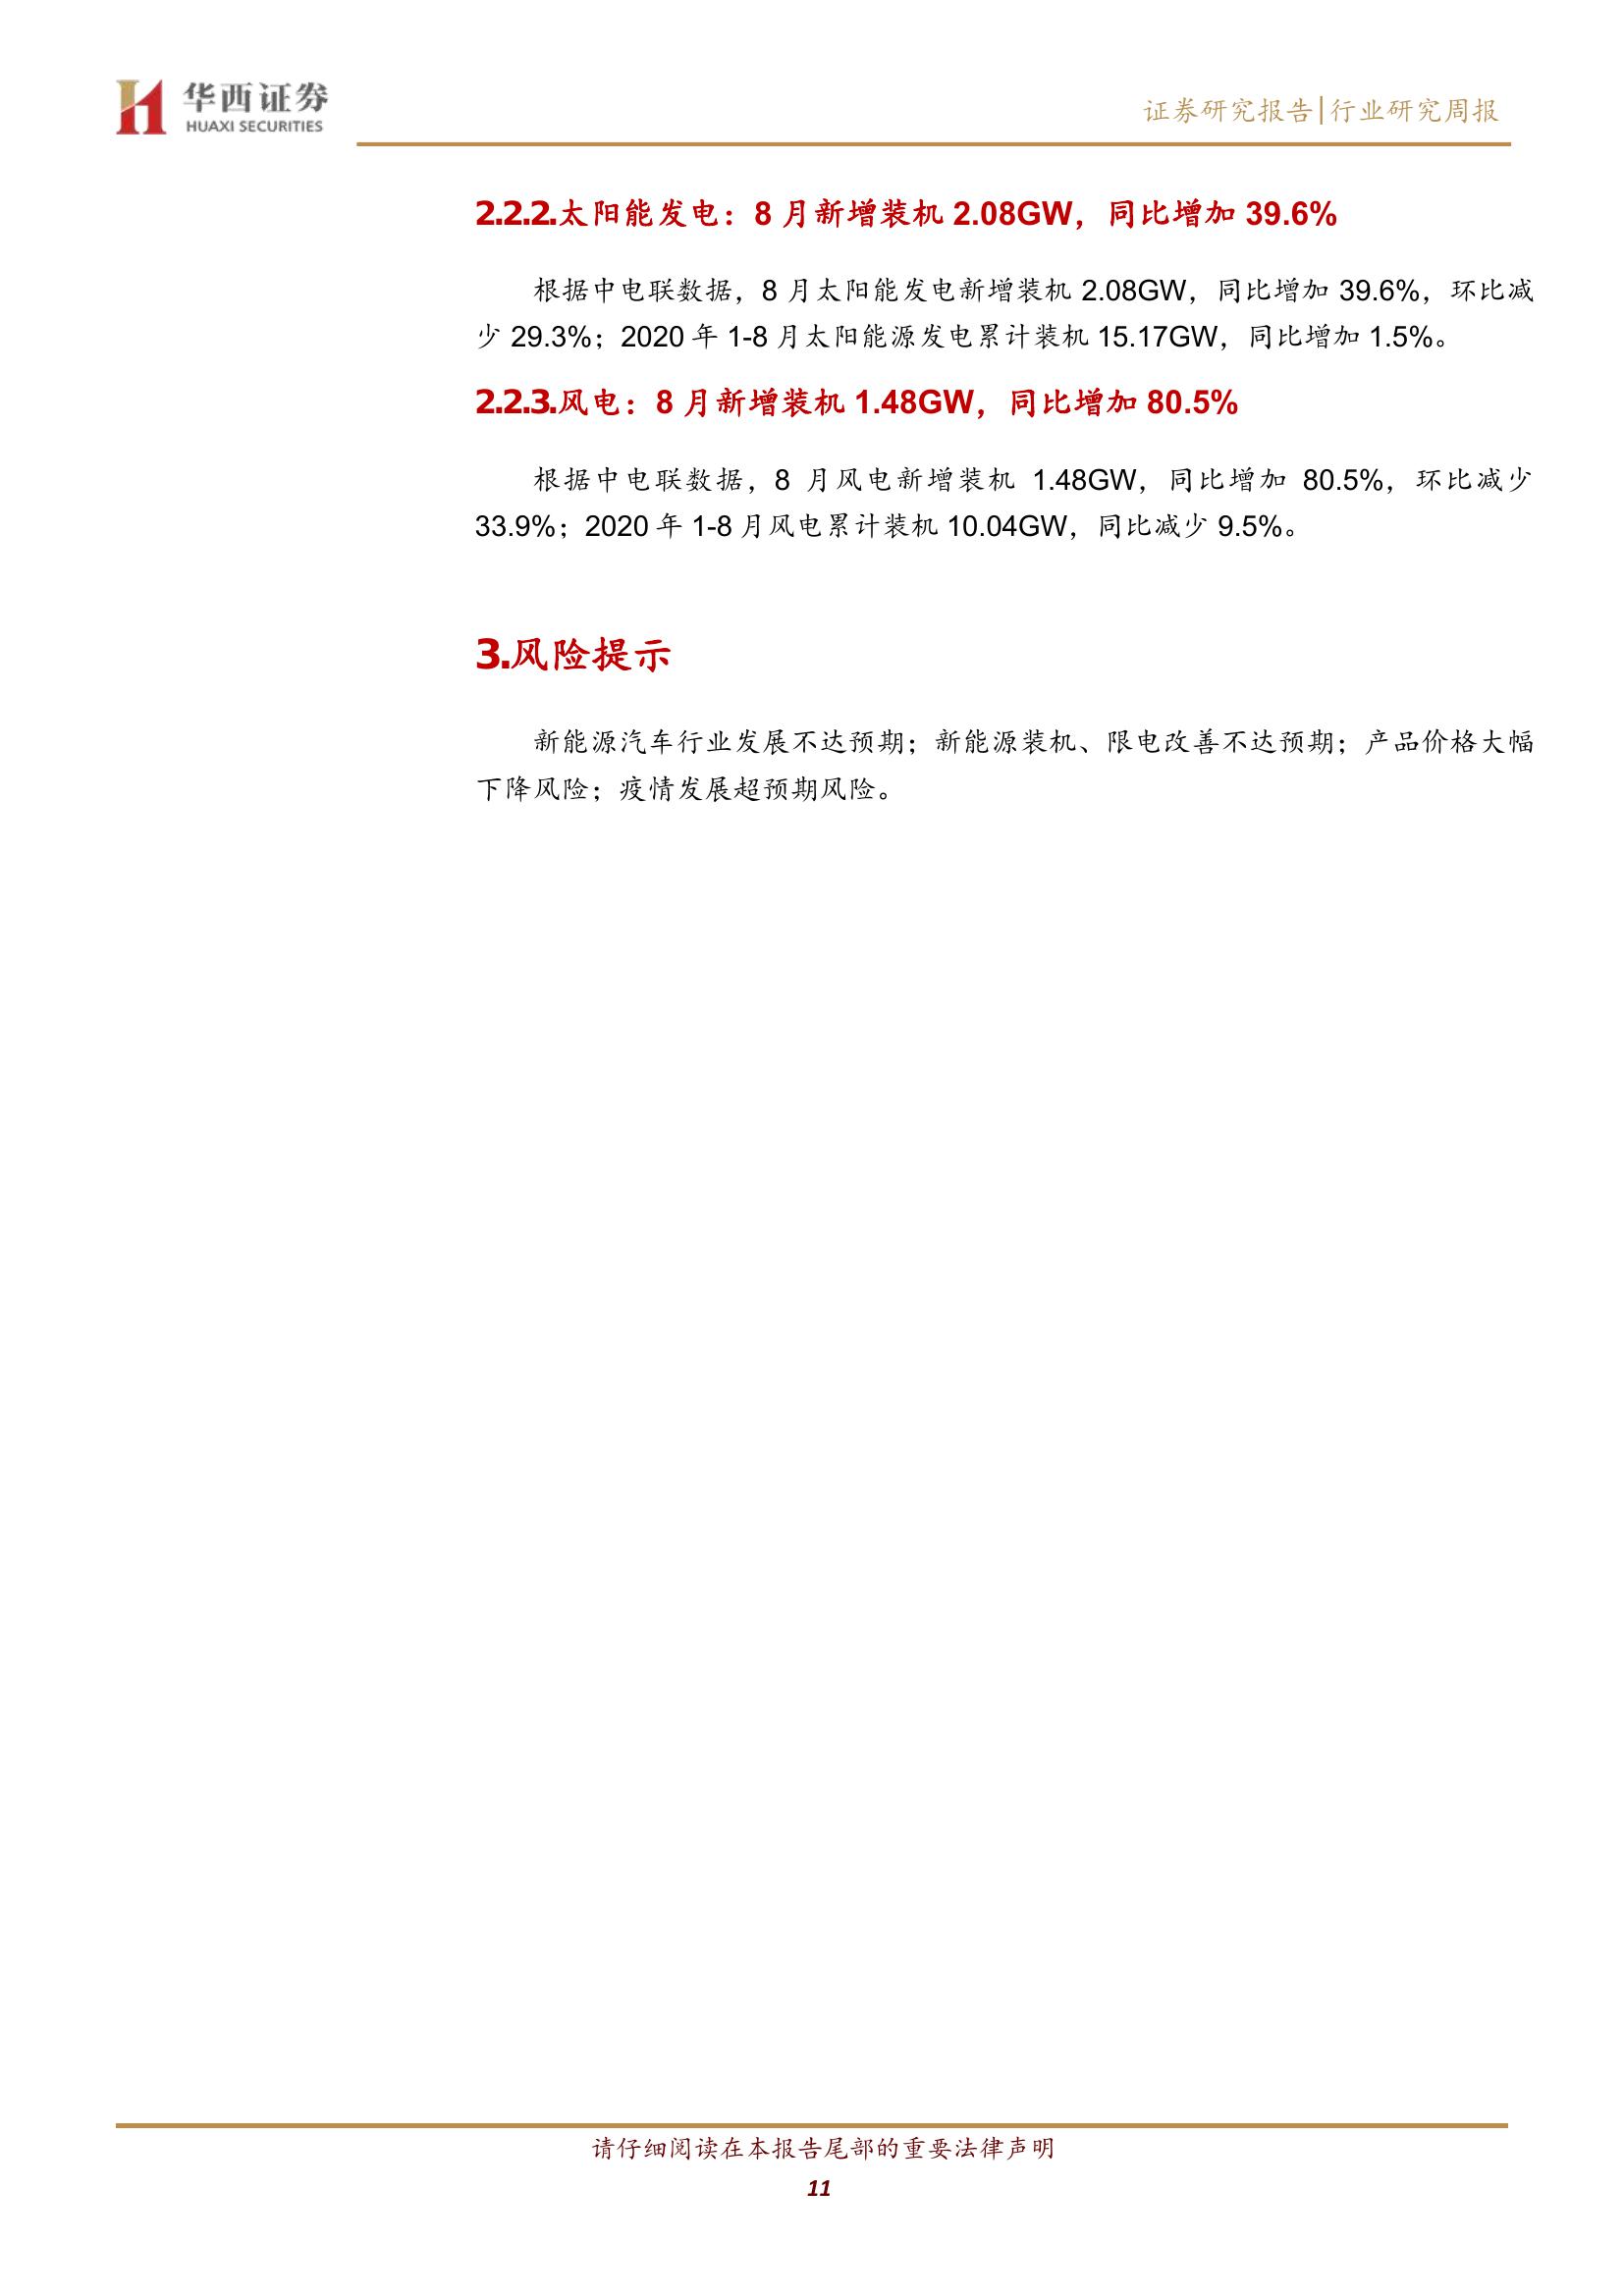 华西证券
HUAXI SECURITIES
证券研究报告|行业研究周报
2.2.2.太阳能发电：8 月新增装机 2.08GW，同比增加 39.6%
根据中电联数据，8 月太阳能发电新增装机 2.08GW，同比增加 39.6%，环比减
少 29.3%；2020 年 1-8 月太阳能源发电累计装机 15.17GW，同比增加 1.5%。
2.2.3.风电：8 月新增装机 1.48GW，同比增加 80.5%
根据中电联数据，8 月风电新增装机 1.48GW，同比增加 80.5%，环比减少
33.9%；2020 年 1-8 月风电累计装机 10.04GW，同比减少 9.5%。
3.风险提示
新能源汽车行业发展不达预期；新能源装机、限电改善不达预期；产品价格大幅
下降风险；疫情发展超预期风险。
请仔细阅读在本报告尾部的重要法律声明
11